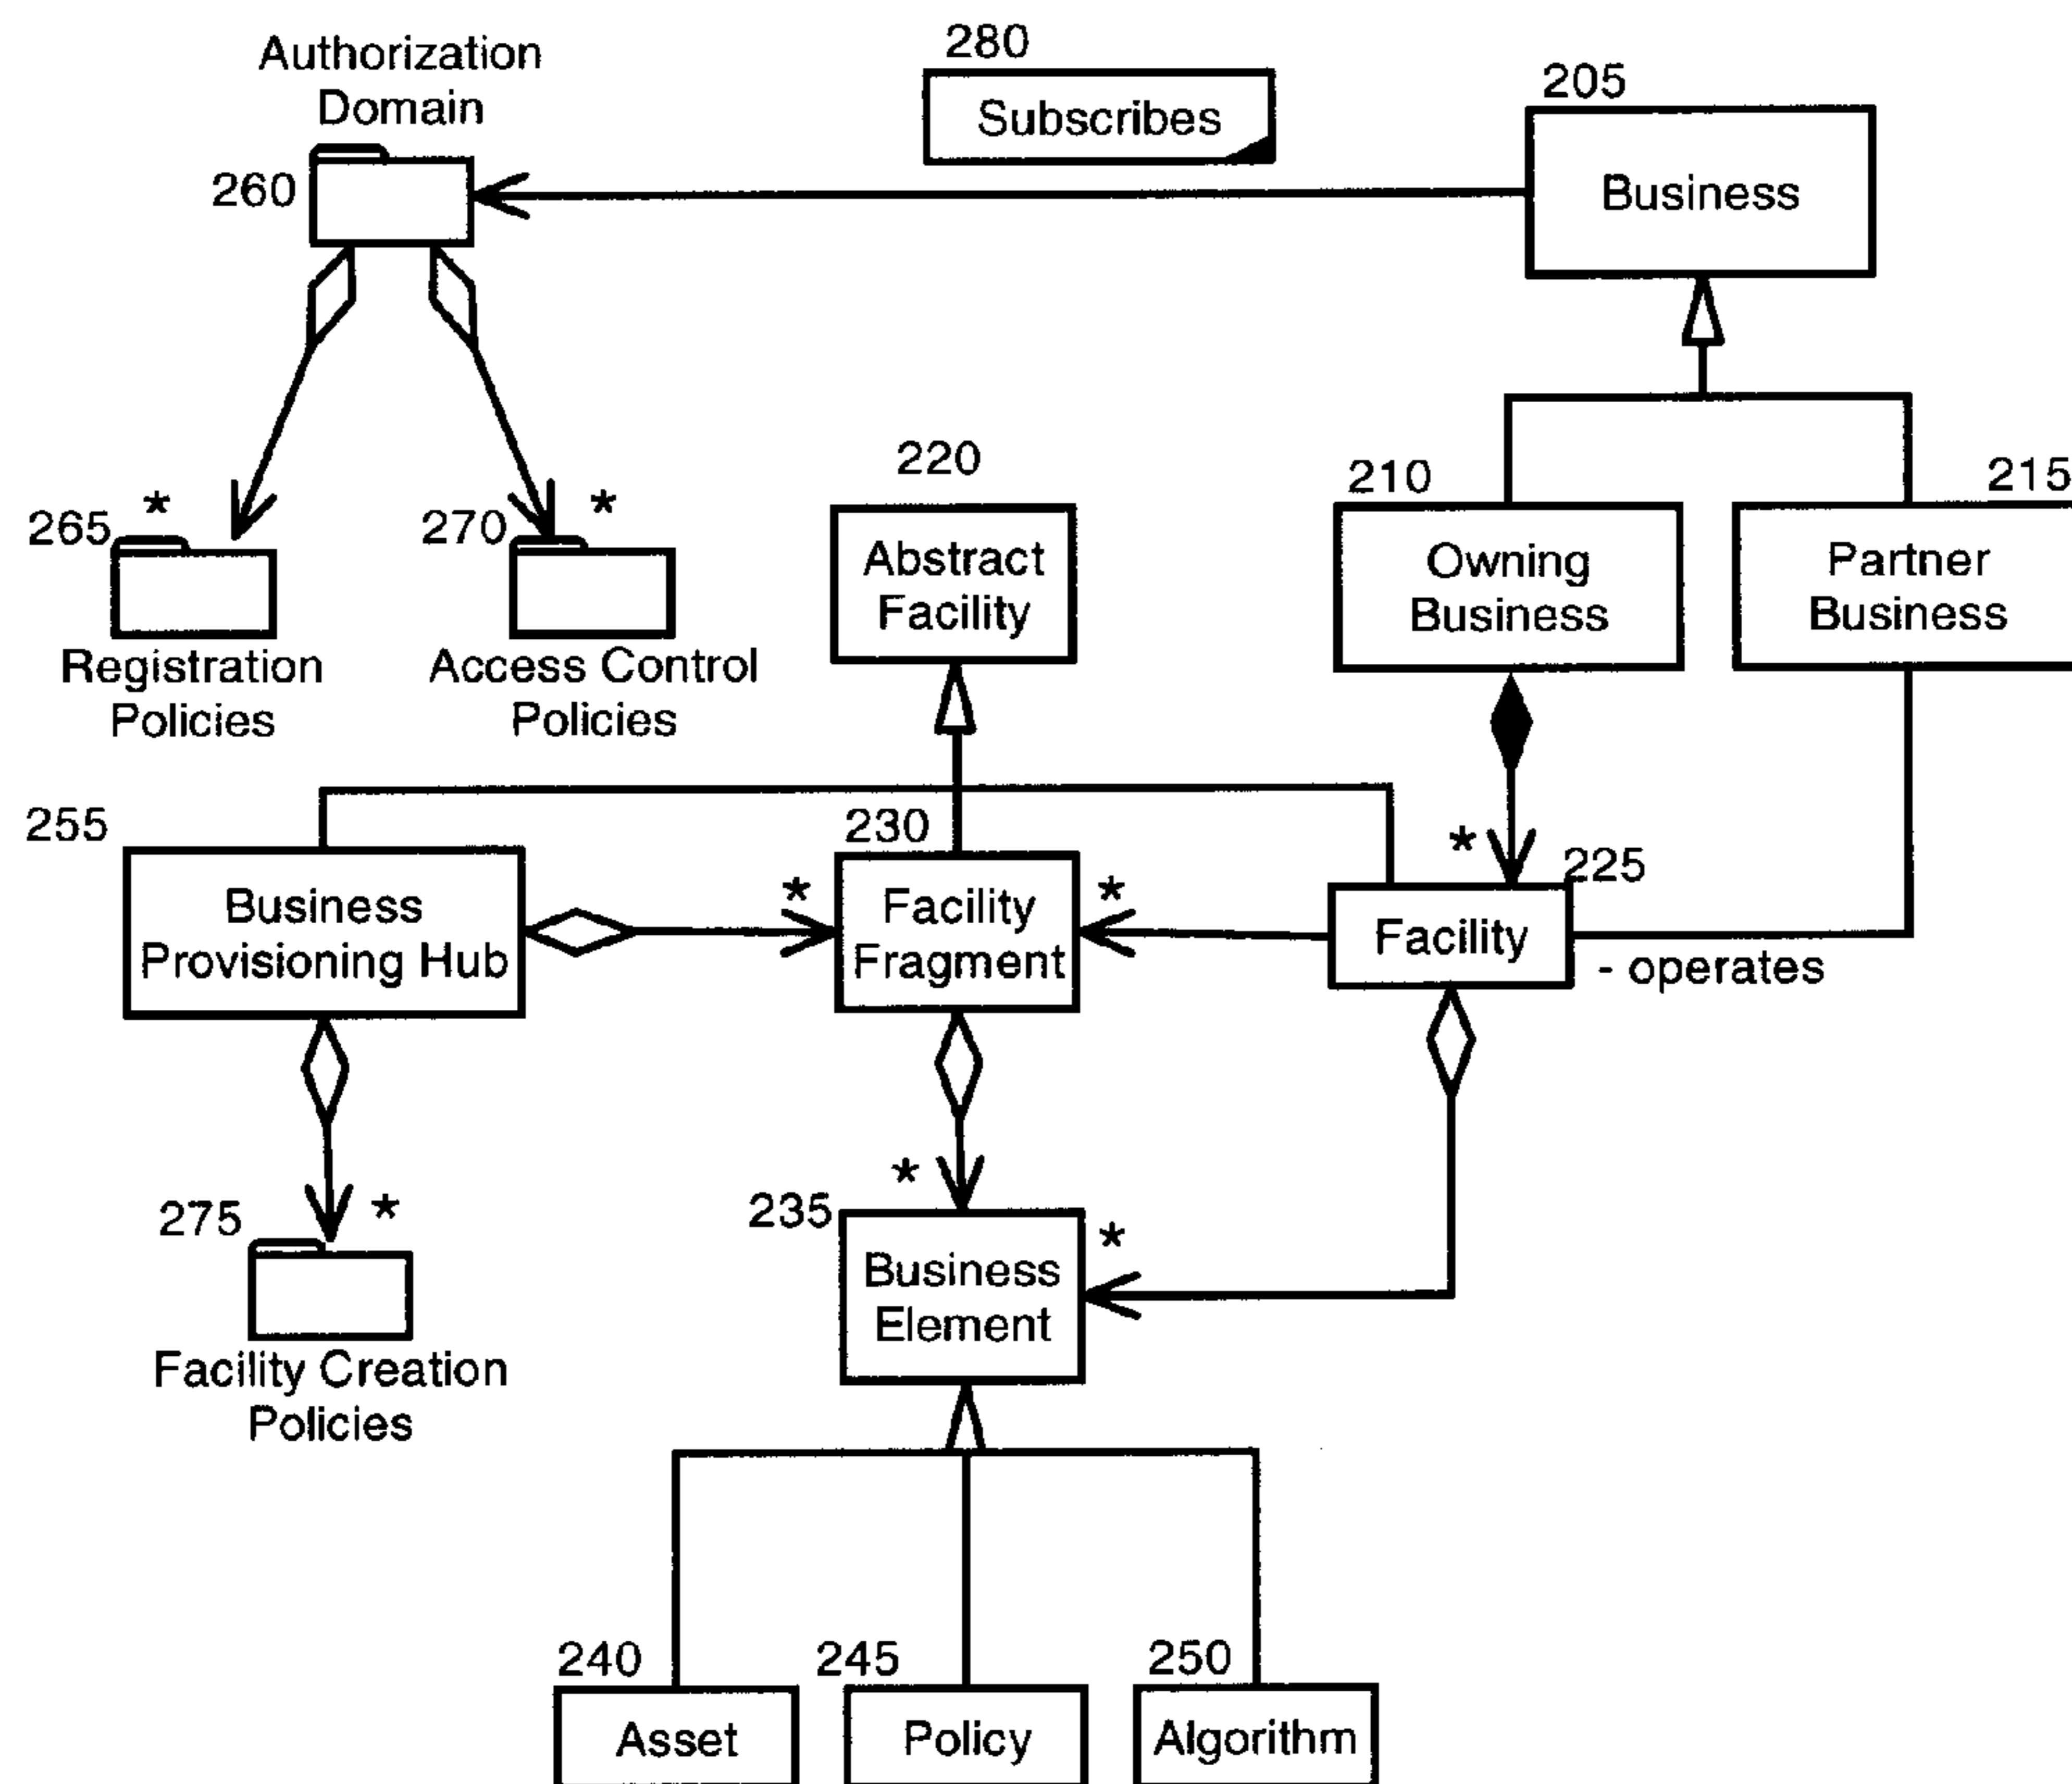 Authorization
Domain
280
Subscribes
205
Business
260
220
210
215
265
*
270
*
Abstract
Facility
Owning
Business
Partner
Business
Registration
Policies
Access Control
Policies
255
230
*
225
Business
Provisioning Hub
*
Facility
Fragment
*
Facility
- operates
*
235
275
*
Business
Element
*
Facility Creation
Policies
240
245
250
Asset
Policy
Algorithm